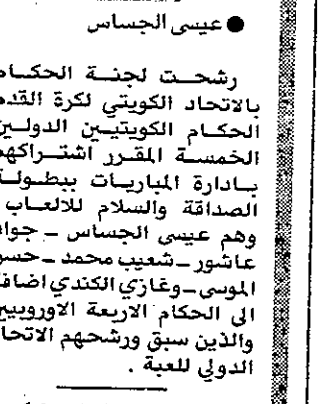 ● عيسى الجساس
رشحت لجنة الحكام
بالاتحاد الكويتي لكرة القدم
الحكام الكويتيين الدوليين
الخمسة المقرر اشتراكهم
بادارة المباريات ببطولة
الصداقة والسلام للالعاب
وهم عيسى الجساس _ جواد
عاشور _ شعيب محمد _ حسن
الموسى _ وغازي الكندي اضافة
الى الحكام الاربعة الاوروبيين
والذين سبق ورشحهم الاتحاد
الدولي للعبة .